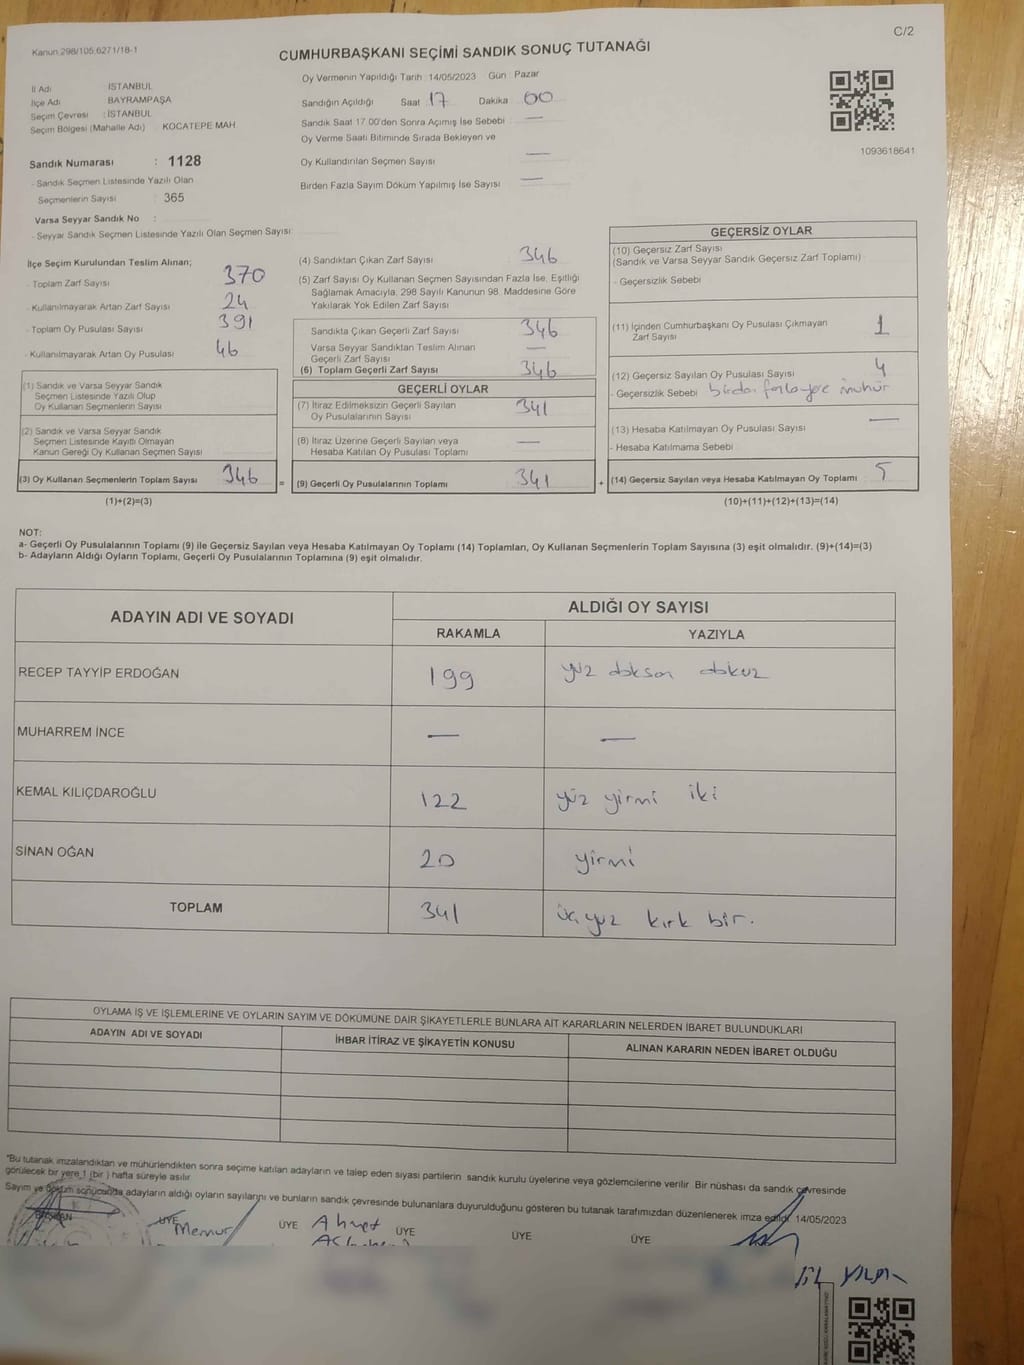 Kanun 298/105,6271/18-1
C/2
CUMHURBAŞKANI SEÇİMİ SANDIK SONUÇ TUTANAĞI
İl Adı İSTANBUL
İlçe Adı BAYRAMPAŞA
Seçim Çevresi : İSTANBUL
Seçim Bölgesi (Mahalle Adı) KOCATEPE MAH
Sandık Numarası : 1128
- Sandık Seçmen Listesinde Yazılı Olan
Seçmenlerin Sayısı 365
Varsa Seyyar Sandık No :
- Seyyar Sandık Seçmen Listesinde Yazılı Olan Seçmen Sayısı
Oy Vermenin Yapıldığı Tarih : 14/05/2023 Gün : Pazar
Sandığın Açıldığı Saat 17 Dakika 00
Sandık Saat 17.00'den Sonra Açımış İse Sebebi —
Oy Verme Saati Bitiminde Sırada Bekleyen ve
Oy Kullandırılan Seçmen Sayısı —
Birden Fazla Sayım Döküm Yapılmış İse Sayısı —
1093618641
İlçe Seçim Kurulundan Teslim Alınan;
- Toplam Zarf Sayısı 370
- Kullanılmayarak Artan Zarf Sayısı 24
- Toplam Oy Pusulası Sayısı 391
- Kullanılmayarak Artan Oy Pusulası 46
(1) Sandık ve Varsa Seyyar Sandık
Seçmen Listesinde Yazılı Olup
Oy Kullanan Seçmenlerin Sayısı
(2) Sandık ve Varsa Seyyar Sandık
Seçmen Listesinde Kayıtlı Olmayan
Kanun Gereği Oy Kullanan Seçmen Sayısı
(3) Oy Kullanan Seçmenlerin Toplam Sayısı 346
(1)+(2)=(3)
(4) Sandıktan Çıkan Zarf Sayısı 346
(5) Zarf Sayısı Oy Kullanan Seçmen Sayısından Fazla İse, Eşitliği
Sağlamak Amacıyla, 298 Sayılı Kanunun 98. Maddesine Göre
Yakılarak Yok Edilen Zarf Sayısı
Sandıkta Çıkan Geçerli Zarf Sayısı 346
Varsa Seyyar Sandıktan Teslim Alınan
Geçerli Zarf Sayısı —
(6) Toplam Geçerli Zarf Sayısı 346
GEÇERLİ OYLAR
(7) İtiraz Edilmeksizin Geçerli Sayılan
Oy Pusulalarının Sayısı 341
(8) İtiraz Üzerine Geçerli Sayılan veya
Hesaba Katılan Oy Pusulası Toplamı —
= (9) Geçerli Oy Pusulalarının Toplamı 341 +
GEÇERSİZ OYLAR
(10) Geçersiz Zarf Sayısı
(Sandık ve Varsa Seyyar Sandık Geçersiz Zarf Toplamı)
- Geçersizlik Sebebi
(11) İçinden Cumhurbaşkanı Oy Pusulası Çıkmayan
Zarf Sayısı 1
(12) Geçersiz Sayılan Oy Pusulası Sayısı 4
- Geçersizlik Sebebi birden fazla yere mühür
(13) Hesaba Katılmayan Oy Pusulası Sayısı —
- Hesaba Katılmama Sebebi
(14) Geçersiz Sayılan veya Hesaba Katılmayan Oy Toplamı 5
(10)+(11)+(12)+(13)=(14)
NOT:
a- Geçerli Oy Pusulalarının Toplamı (9) ile Geçersiz Sayılan veya Hesaba Katılmayan Oy Toplamı (14) Toplamları, Oy Kullanan Seçmenlerin Toplam Sayısına (3) eşit olmalıdır. (9)+(14)=(3)
b- Adayların Aldığı Oyların Toplamı, Geçerli Oy Pusulalarının Toplamına (9) eşit olmalıdır.
ADAYIN ADI VE SOYADI ALDIĞI OY SAYISI
RAKAMLA YAZIYLA
RECEP TAYYİP ERDOĞAN 199 yüz doksan dokuz
MUHARREM İNCE — —
KEMAL KILIÇDAROĞLU 122 yüz yirmi iki
SİNAN OĞAN 20 yirmi
TOPLAM 341 üçyüz kırk bir.
OYLAMA İŞ VE İŞLEMLERİNE VE OYLARIN SAYIM VE DÖKÜMÜNE DAİR ŞİKAYETLERLE BUNLARA AİT KARARLARIN NELERDEN İBARET BULUNDUKLARI
ADAYIN ADI VE SOYADI İHBAR İTİRAZ VE ŞİKAYETİN KONUSU ALINAN KARARIN NEDEN İBARET OLDUĞU
*Bu tutanak imzalandıktan ve mühürlendikten sonra seçime katılan adayların ve talep eden siyasi partilerin sandık kurulu üyelerine veya gözlemcilerine verilir. Bir nüshası da sandık çevresinde
görülecek bir yere 1 (bir) hafta süreyle asılır
Sayım ve döküm sonucunda adayların aldığı oyların sayılarını ve bunların sandık çevresinde bulunanlara duyurulduğunu gösteren bu tutanak tarafımızdan düzenlenerek imza edildi. 14/05/2023
BAŞKAN ÜYE Memur ÜYE Ahmet ÜYE ÜYE ÜYE